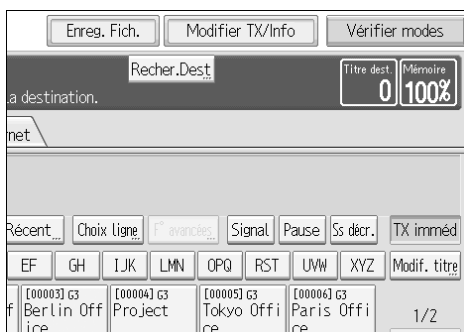 Enreg. Fich. Modifier TX/Info Vérifier modes
Recher.Dest. Titre dest. Mémoire
a destination. 0 100%
net
Récent Choix ligne F° avancées Signal Pause Ss décr. TX imméd
EF GH IJK LMN OPQ RST UVW XYZ Modif. titre
[00003] G3 [00004] G3 [00005] G3 [00006] G3
f Berlin Off Project Tokyo Offi Paris Offi 1/2
ice ce ce